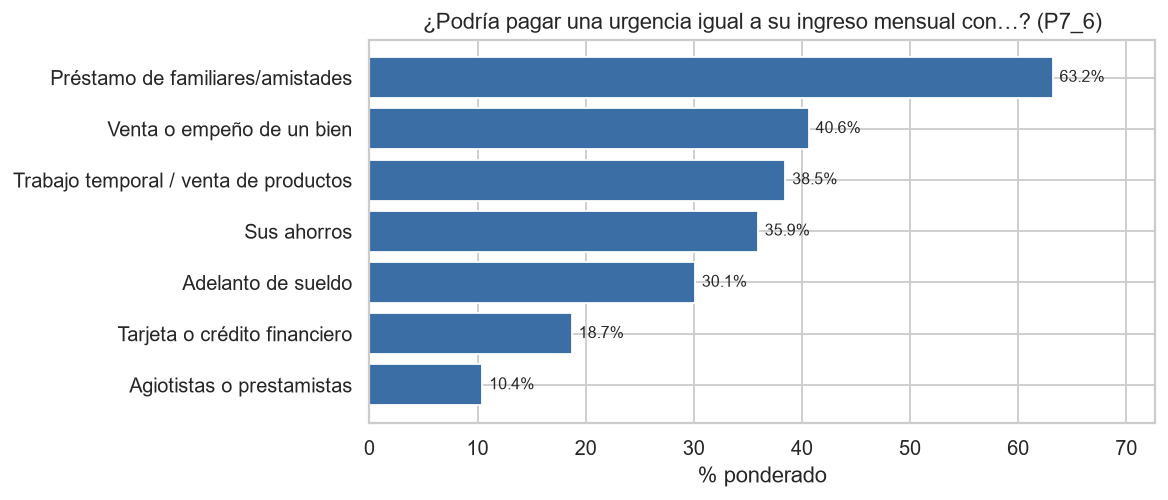 ¿Podría pagar una urgencia igual a su ingreso mensual con…? (P7_6)
Préstamo de familiares/amistades 63.2%
Venta o empeño de un bien 40.6%
Trabajo temporal / venta de productos 38.5%
Sus ahorros 35.9%
Adelanto de sueldo 30.1%
Tarjeta o crédito financiero 18.7%
Agiotistas o prestamistas 10.4%
0 10 20 30 40 50 60 70
% ponderado